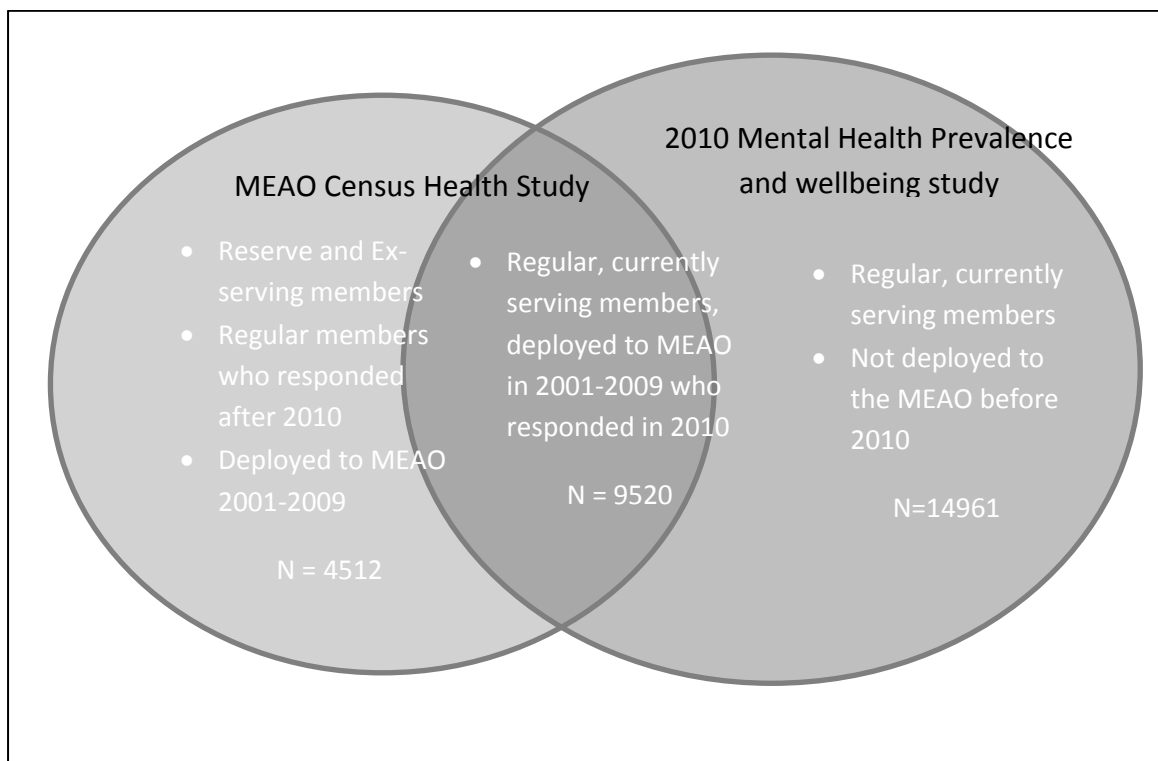 2010 Mental Health Prevalence
and wellbeing study
MEAO Census Health Study
• Reserve and Ex-
serving members
• Regular members
who responded
after 2010
• Deployed to MEAO
2001-2009
N = 4512
• Regular, currently
serving members,
deployed to MEAO
in 2001-2009 who
responded in 2010
N = 9520
• Regular, currently
serving members
• Not deployed to
the MEAO before
2010
N=14961